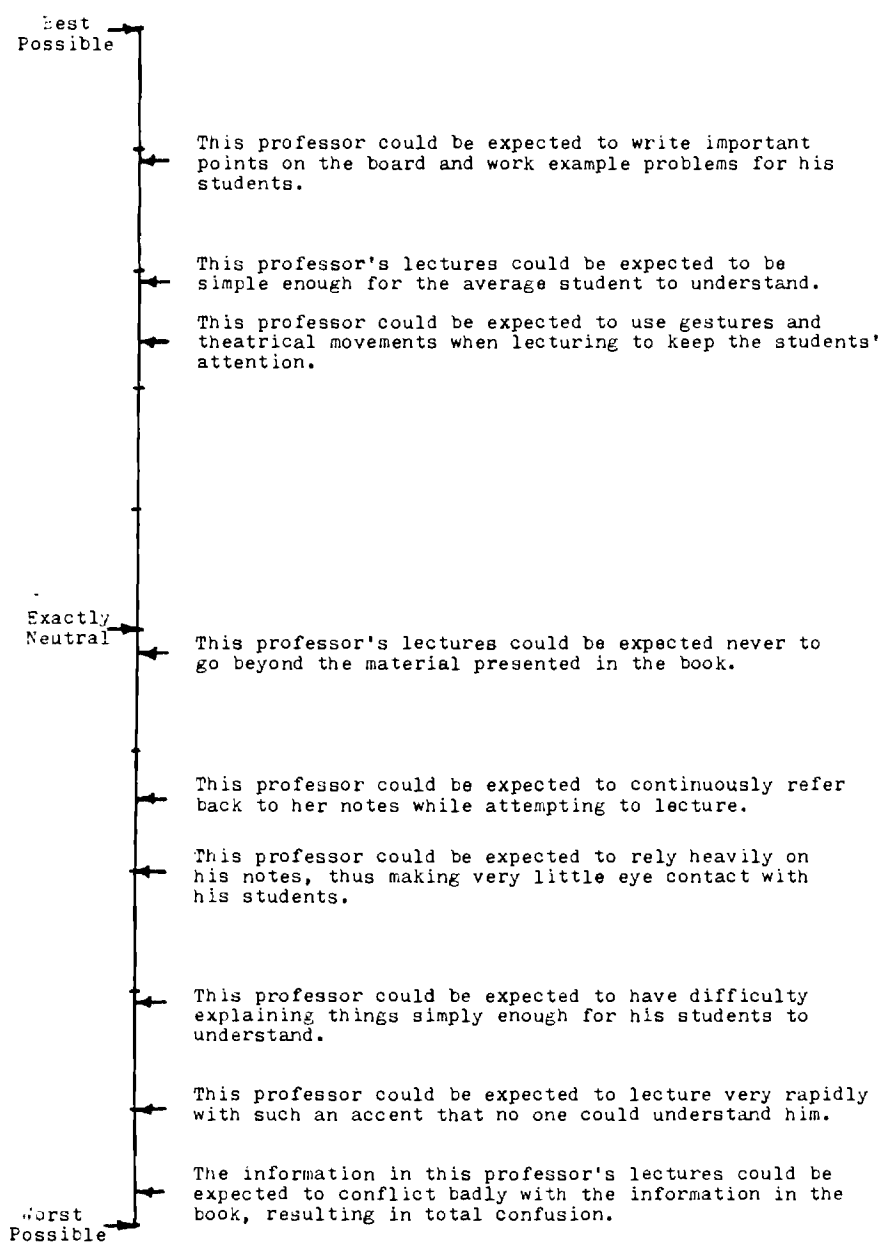 Best
Possible
This professor could be expected to write important
points on the board and work example problems for his
students.
This professor's lectures could be expected to be
simple enough for the average student to understand.
This professor could be expected to use gestures and
theatrical movements when lecturing to keep the students'
attention.
Exactly
Neutral
This professor's lectures could be expected never to
go beyond the material presented in the book.
This professor could be expected to continuously refer
back to her notes while attempting to lecture.
This professor could be expected to rely heavily on
his notes, thus making very little eye contact with
his students.
This professor could be expected to have difficulty
explaining things simply enough for his students to
understand.
This professor could be expected to lecture very rapidly
with such an accent that no one could understand him.
The information in this professor's lectures could be
expected to conflict badly with the information in the
book, resulting in total confusion.
Worst
Possible